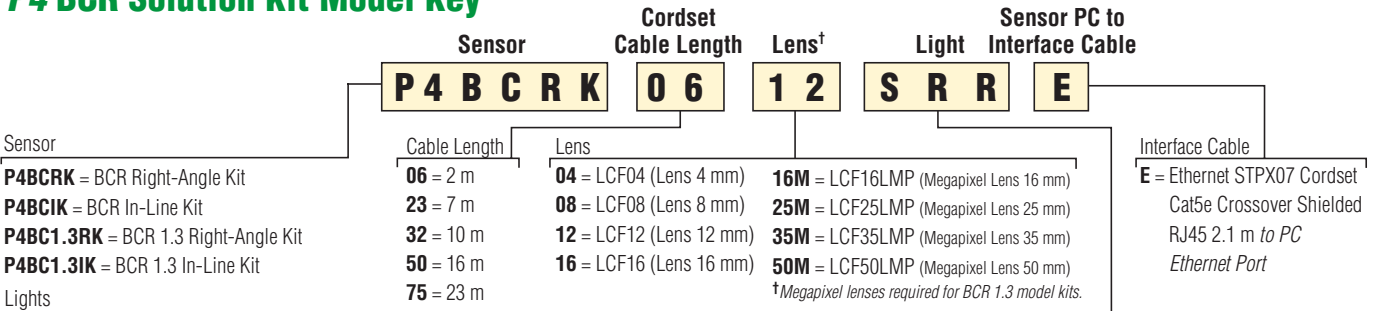 P4 BCR Solution Kit Model Key
Sensor
Cordset
Cable Length
Lens†
Light
Sensor PC to
Interface Cable
P4BCRK 06 12 SRR E
Sensor
P4BCRK = BCR Right-Angle Kit
P4BCIK = BCR In-Line Kit
P4BC1.3RK = BCR 1.3 Right-Angle Kit
P4BC1.3IK = BCR 1.3 In-Line Kit
Lights
Cable Length
06 = 2 m
23 = 7 m
32 = 10 m
50 = 16 m
75 = 23 m
Lens
04 = LCF04 (Lens 4 mm)
08 = LCF08 (Lens 8 mm)
12 = LCF12 (Lens 12 mm)
16 = LCF16 (Lens 16 mm)
16M = LCF16LMP (Megapixel Lens 16 mm)
25M = LCF25LMP (Megapixel Lens 25 mm)
35M = LCF35LMP (Megapixel Lens 35 mm)
50M = LCF50LMP (Megapixel Lens 50 mm)
†Megapixel lenses required for BCR 1.3 model kits.
Interface Cable
E = Ethernet STPX07 Cordset
Cat5e Crossover Shielded
RJ45 2.1 m to PC
Ethernet Port